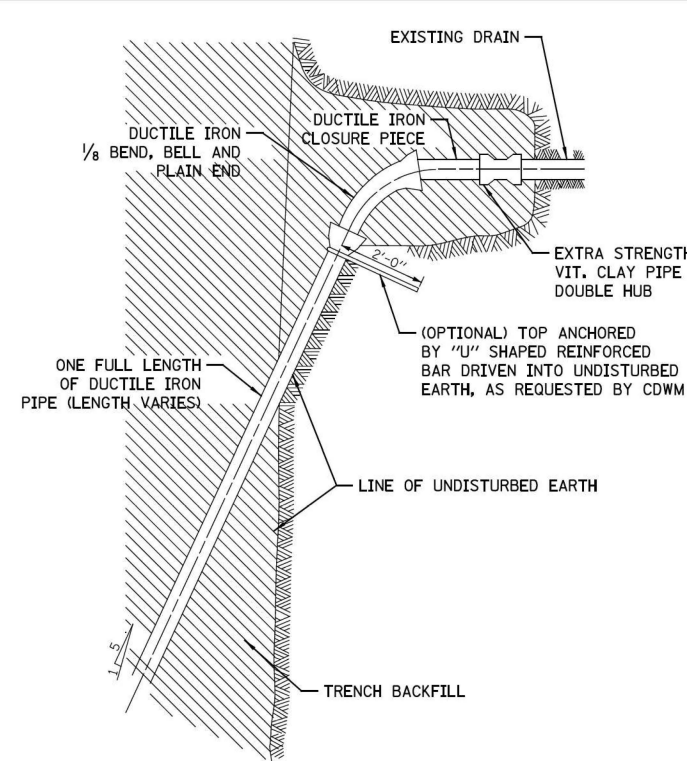 EXISTING DRAIN
DUCTILE IRON
CLOSURE PIECE
DUCTILE IRON
⅛ BEND, BELL AND
PLAIN END
2'-0"
EXTRA STRENGTH
VIT. CLAY PIPE
DOUBLE HUB
(OPTIONAL) TOP ANCHORED
BY "U" SHAPED REINFORCED
BAR DRIVEN INTO UNDISTURBED
EARTH, AS REQUESTED BY CDWM
ONE FULL LENGTH
OF DUCTILE IRON
PIPE (LENGTH VARIES)
LINE OF UNDISTURBED EARTH
1.5
1
TRENCH BACKFILL